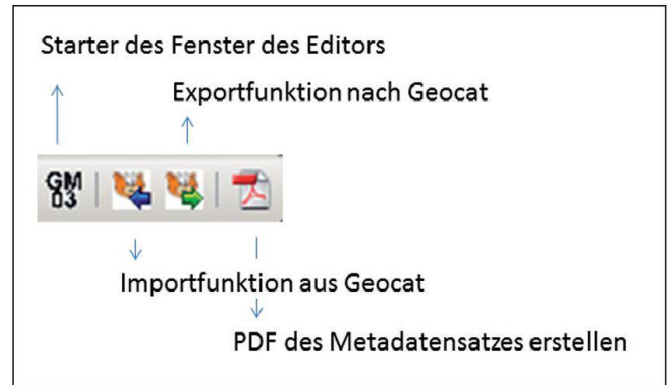 Starter des Fenster des Editors
Exportfunktion nach Geocat
GM
03
Importfunktion aus Geocat
PDF des Metadatensatzes erstellen